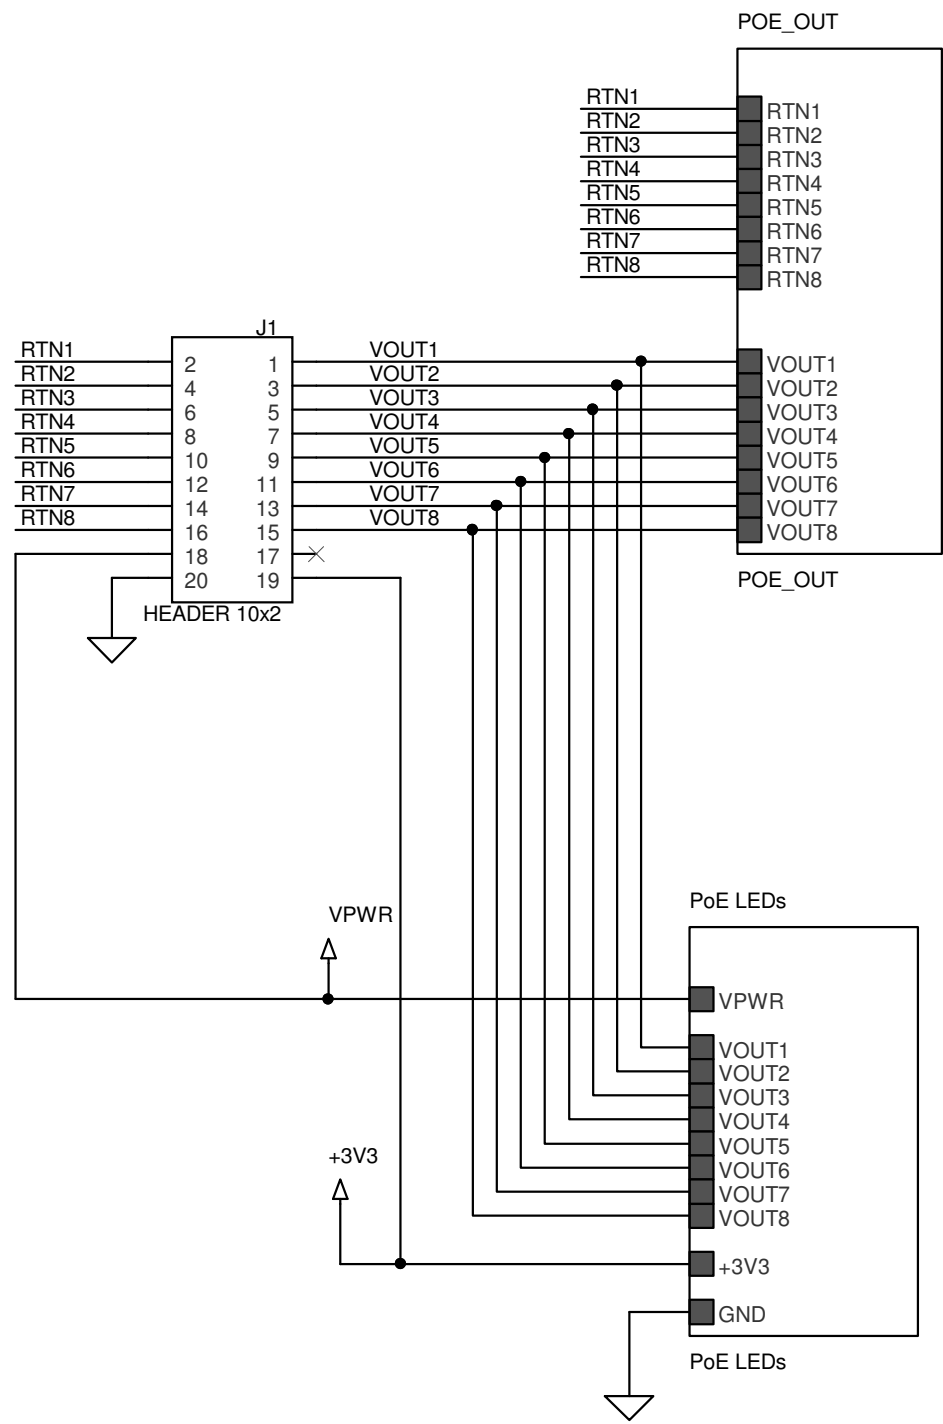 POE_OUT
RTN1
RTN1
RTN2
RTN2
RTN3
RTN3
RTN4
RTN4
RTN5
RTN5
RTN6
RTN6
RTN7
RTN7
RTN8
RTN8
J1
RTN1 2 1 VOUT1 VOUT1
RTN2 4 3 VOUT2 VOUT2
RTN3 6 5 VOUT3 VOUT3
RTN4 8 7 VOUT4 VOUT4
RTN5 10 9 VOUT5 VOUT5
RTN6 12 11 VOUT6 VOUT6
RTN7 14 13 VOUT7 VOUT7
RTN8 16 15 VOUT8 VOUT8
18 17
20 19
POE_OUT
HEADER 10x2
PoE LEDs
VPWR
VPWR
VOUT1
VOUT2
VOUT3
VOUT4
VOUT5
+3V3
VOUT6
VOUT7
VOUT8
+3V3
GND
PoE LEDs